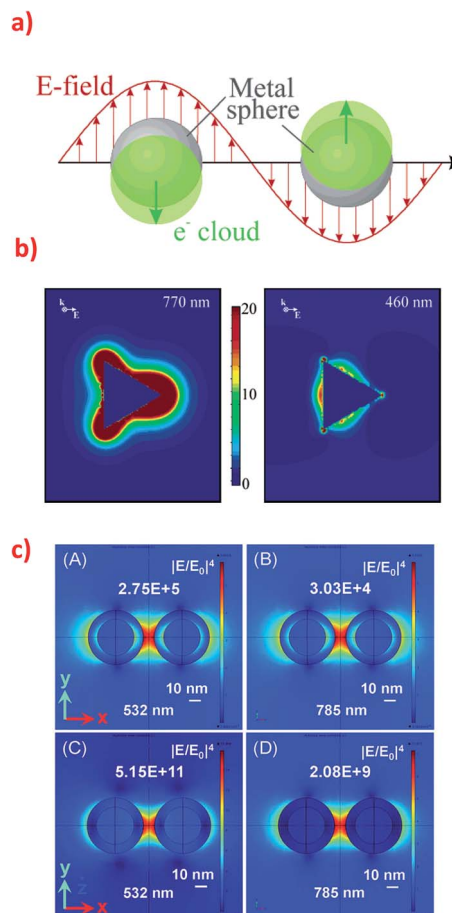 a)
E-field
Metal
sphere
e⁻ cloud
b)
k
E
770 nm
20
10
0
k
E
460 nm
c)
(A)
|E/E₀|⁴
2.75E+5
10 nm
532 nm
y
x
(B)
|E/E₀|⁴
3.03E+4
10 nm
785 nm
(C)
|E/E₀|⁴
5.15E+11
10 nm
532 nm
y
z
x
(D)
|E/E₀|⁴
2.08E+9
10 nm
785 nm